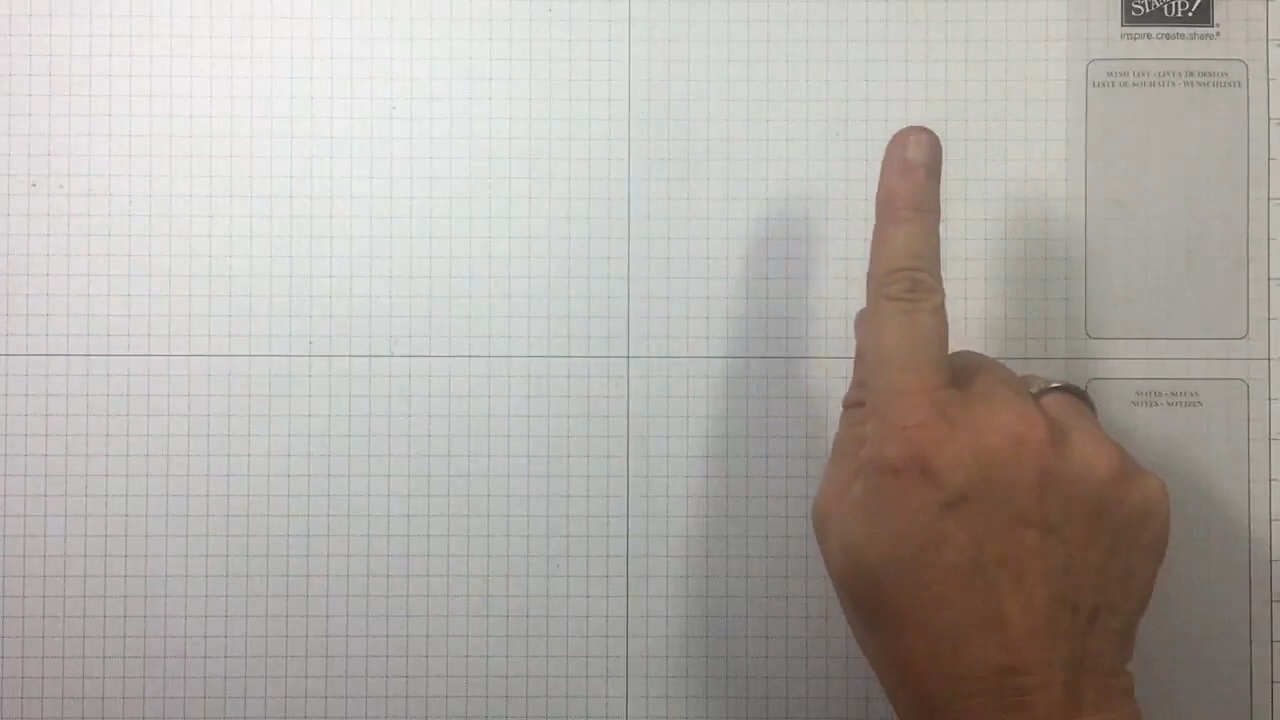 STAMPIN' UP!®
inspire.create.share.®
WISH LIST • LISTA DE DESEOS
LISTE DE SOUHAITS • WUNSCHLISTE
NOTES • NOTAS
NOTES • NOTIZEN